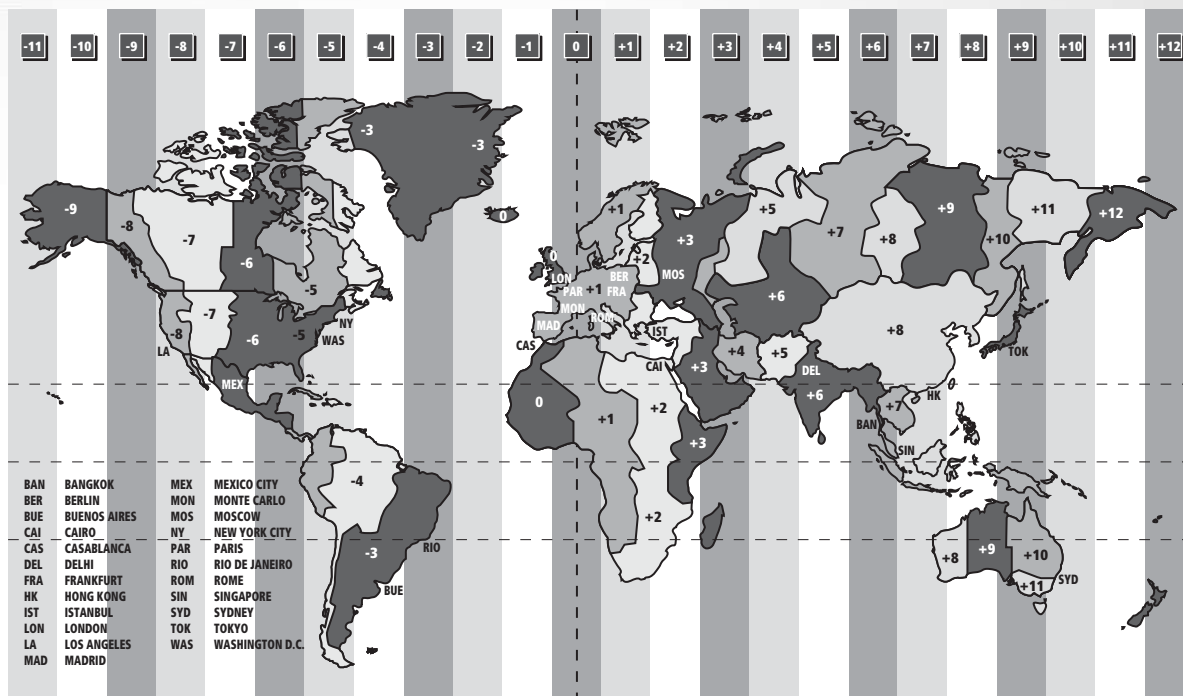 -11 -10 -9 -8 -7 -6 -5 -4 -3 -2 -1 0 +1 +2 +3 +4 +5 +6 +7 +8 +9 +10 +11 +12
-3
-3
-9
-8
-7
-6
-5
0
-8
-7
-6
-5
NY
WAS
LA
MEX
-4
-3
RIO
BUE
0
LON
PAR
MON
MAD
CAS
+1
+1
BER
FRA
ROM
+2
+3
MOS
IST
CAI
+5
+6
+7
+8
+9
+10
+11
+12
+8
+4
+5
+3
DEL
+6
TOK
HK
+7
BAN
SIN
0
+1
+2
+3
+2
+8
+9
+10
+11
SYD
BAN BANGKOK
BER BERLIN
BUE BUENOS AIRES
CAI CAIRO
CAS CASABLANCA
DEL DELHI
FRA FRANKFURT
HK HONG KONG
IST ISTANBUL
LON LONDON
LA LOS ANGELES
MAD MADRID
MEX MEXICO CITY
MON MONTE CARLO
MOS MOSCOW
NY NEW YORK CITY
PAR PARIS
RIO RIO DE JANEIRO
ROM ROME
SIN SINGAPORE
SYD SYDNEY
TOK TOKYO
WAS WASHINGTON D.C.